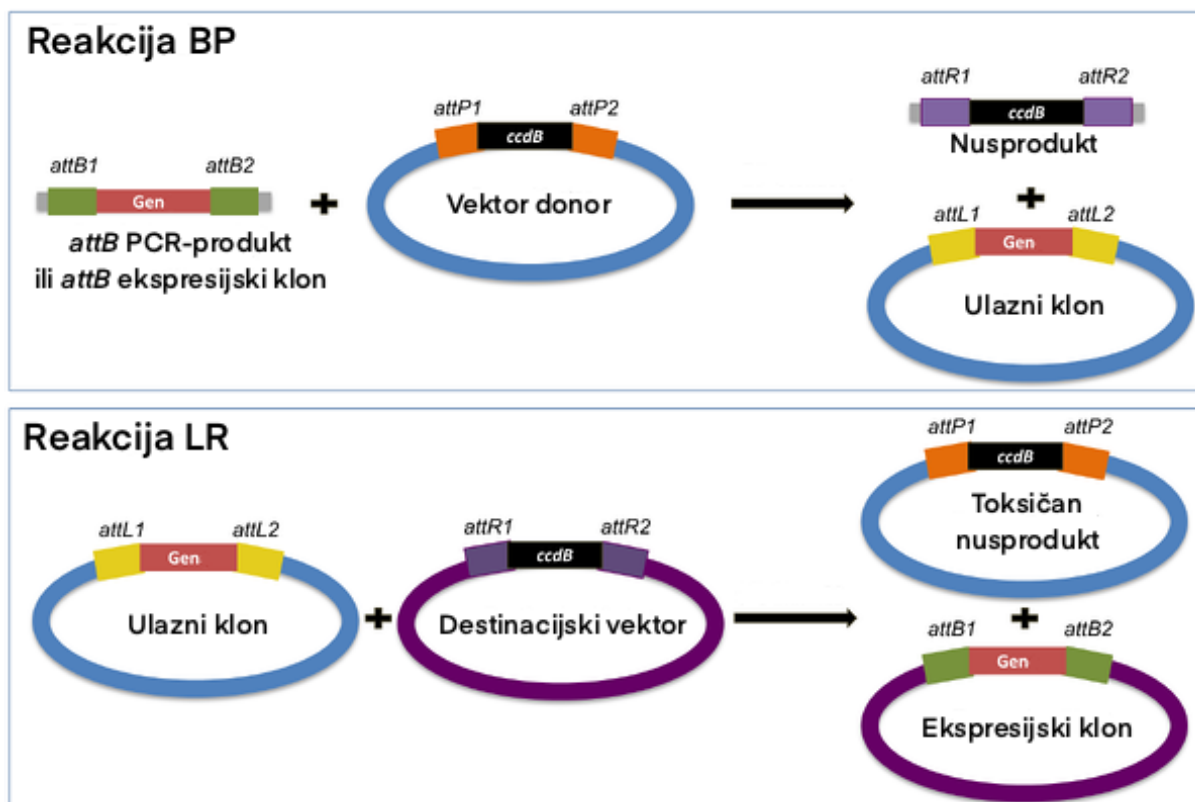 Reakcija BP
attB1 attB2
Gen
attB PCR-produkt
ili attB ekspresijski klon
+
attP1 attP2
ccdB
Vektor donor
attR1 attR2
ccdB
Nusprodukt
+
attL1 attL2
Gen
Ulazni klon
Reakcija LR
attL1 attL2
Gen
Ulazni klon
+
attR1 attR2
ccdB
Destinacijski vektor
attP1 attP2
ccdB
Toksičan
nusprodukt
+
attB1 attB2
Gen
Ekspresijski klon